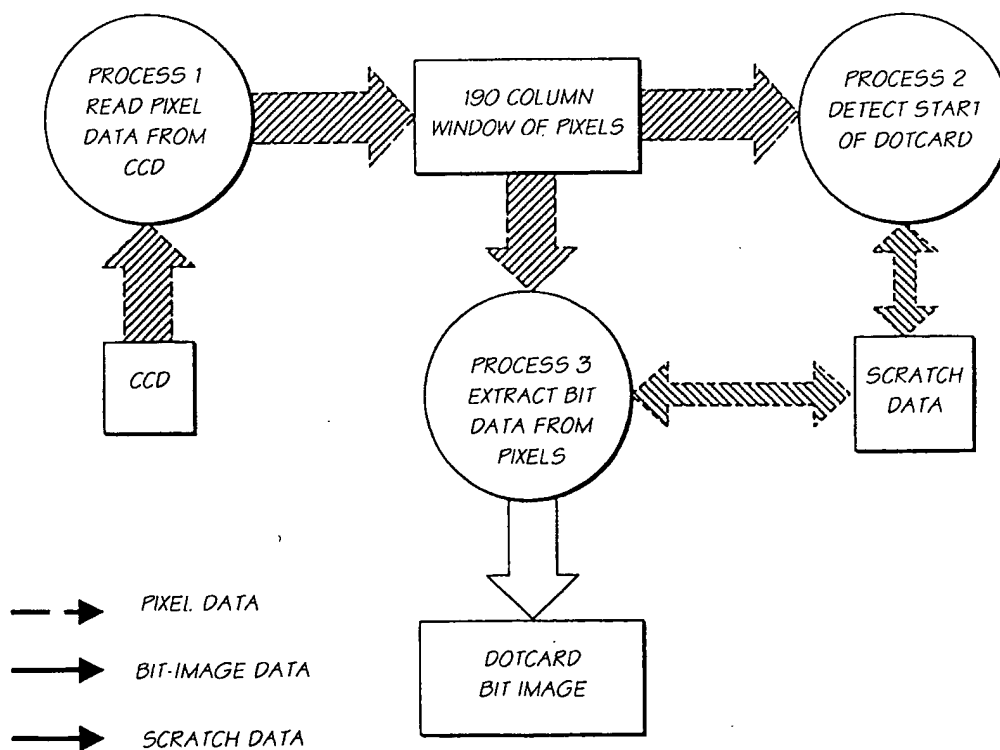 PROCESS 1
READ PIXEL
DATA FROM
CCD
190 COLUMN
WINDOW OF PIXELS
PROCESS 2
DETECT START
OF DOTCARD
CCD
PROCESS 3
EXTRACT BIT
DATA FROM
PIXELS
SCRATCH
DATA
DOTCARD
BIT IMAGE
PIXEL DATA
BIT-IMAGE DATA
SCRATCH DATA